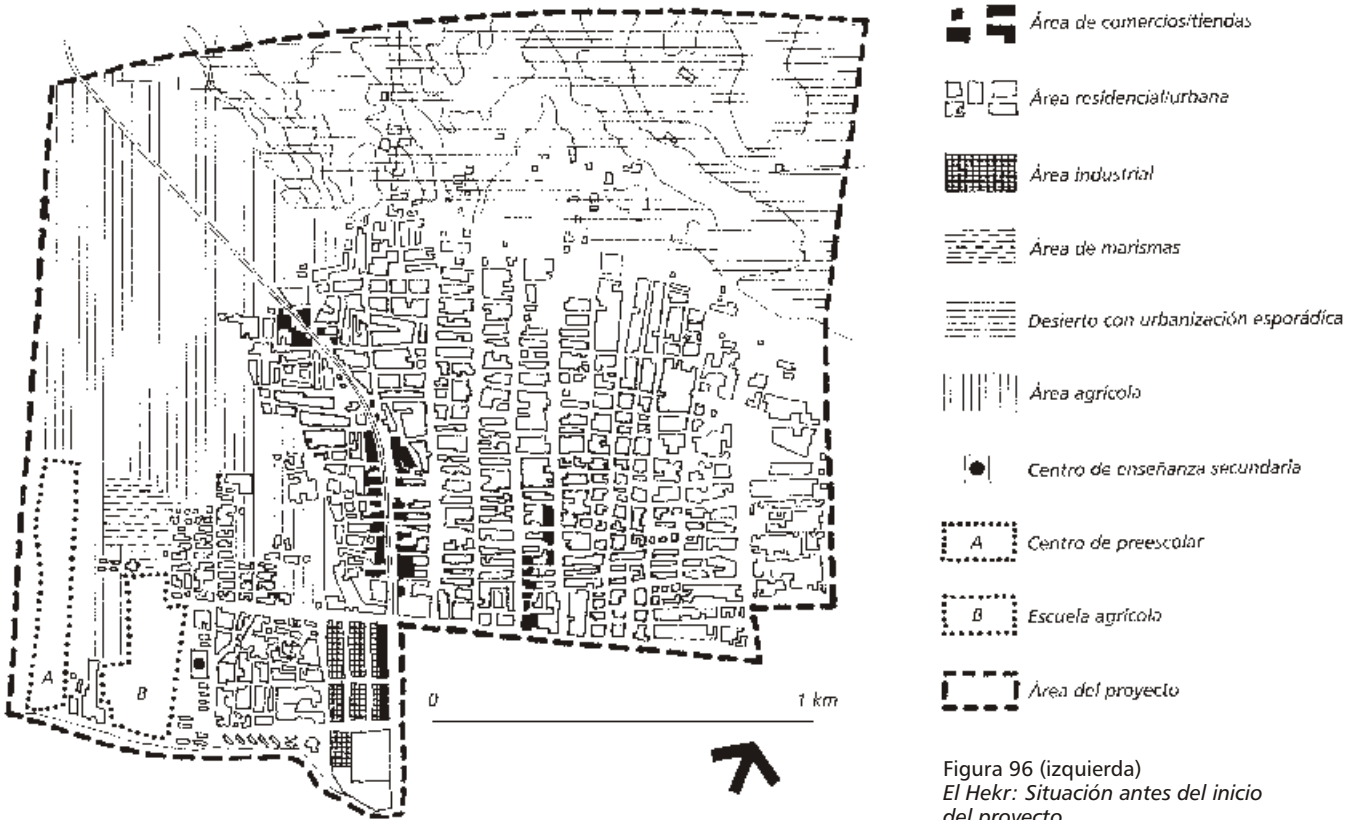 Área de comercios/tiendas
Área residencial/urbana
Área industrial
Área de marismas
Desierto con urbanización esporádica
Área agrícola
Centro de enseñanza secundaria
A Centro de preescolar
B Escuela agrícola
Área del proyecto
A
B
0 1 km
Figura 96 (izquierda)
El Hekr: Situación antes del inicio
del proyecto